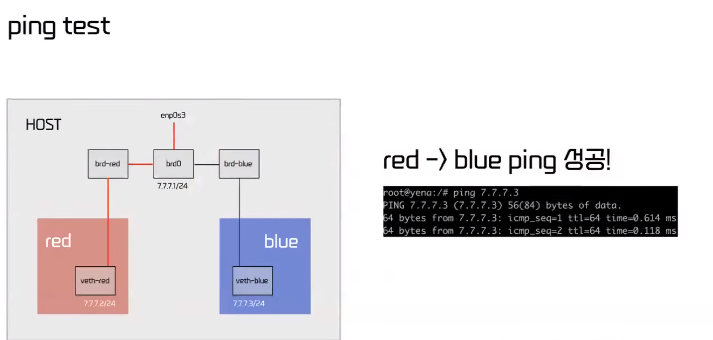 ping test
HOST
enp0s3
brd-red
brd0
brd-blue
7.7.7.1/24
red
blue
veth-red
veth-blue
7.7.7.2/24
7.7.7.3/24
red -> blue ping 성공!
root@yena:/# ping 7.7.7.3
PING 7.7.7.3 (7.7.7.3) 56(84) bytes of data.
64 bytes from 7.7.7.3: icmp_seq=1 ttl=64 time=0.614 ms
64 bytes from 7.7.7.3: icmp_seq=2 ttl=64 time=0.118 ms